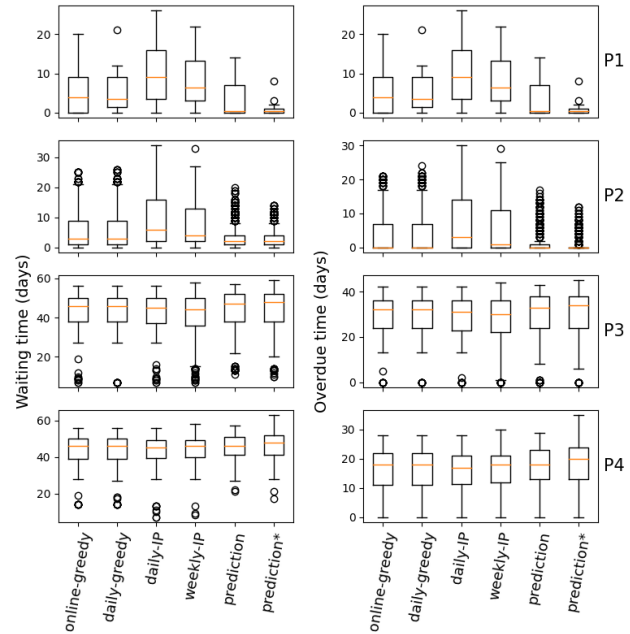 20
10
0
20
10
0
P1
30
20
10
0
30
20
10
0
P2
60
40
20
40
20
0
P3
60
40
20
30
20
10
0
P4
Waiting time (days)
Overdue time (days)
online-greedy
daily-greedy
daily-IP
weekly-IP
prediction
prediction*
online-greedy
daily-greedy
daily-IP
weekly-IP
prediction
prediction*